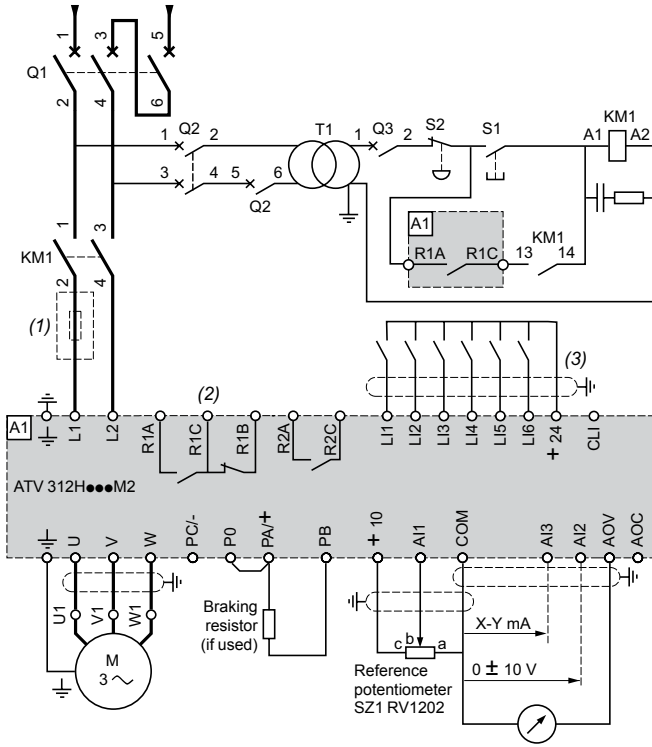 1 3 5
Q1
2 4 6
1 Q2 2
T1
1 Q3 2
S2
S1
KM1
A1 A2
3 4 5 6
Q2
A1
R1A R1C
13 KM1 14
1 3
KM1
2 4
(1)
(2)
(3)
A1
L1 L2 R1A R1C R1B R2A R2C LI1 LI2 LI3 LI4 LI5 LI6 + 24 CLI
ATV 312H●●●M2
U V W PC/- P0 PA/+ PB + 10 AI1 COM AI3 AI2 AOV AOC
U1 V1 W1
M
3
Braking
resistor
(if used)
c b a
Reference
potentiometer
SZ1 RV1202
X-Y mA
0 ± 10 V